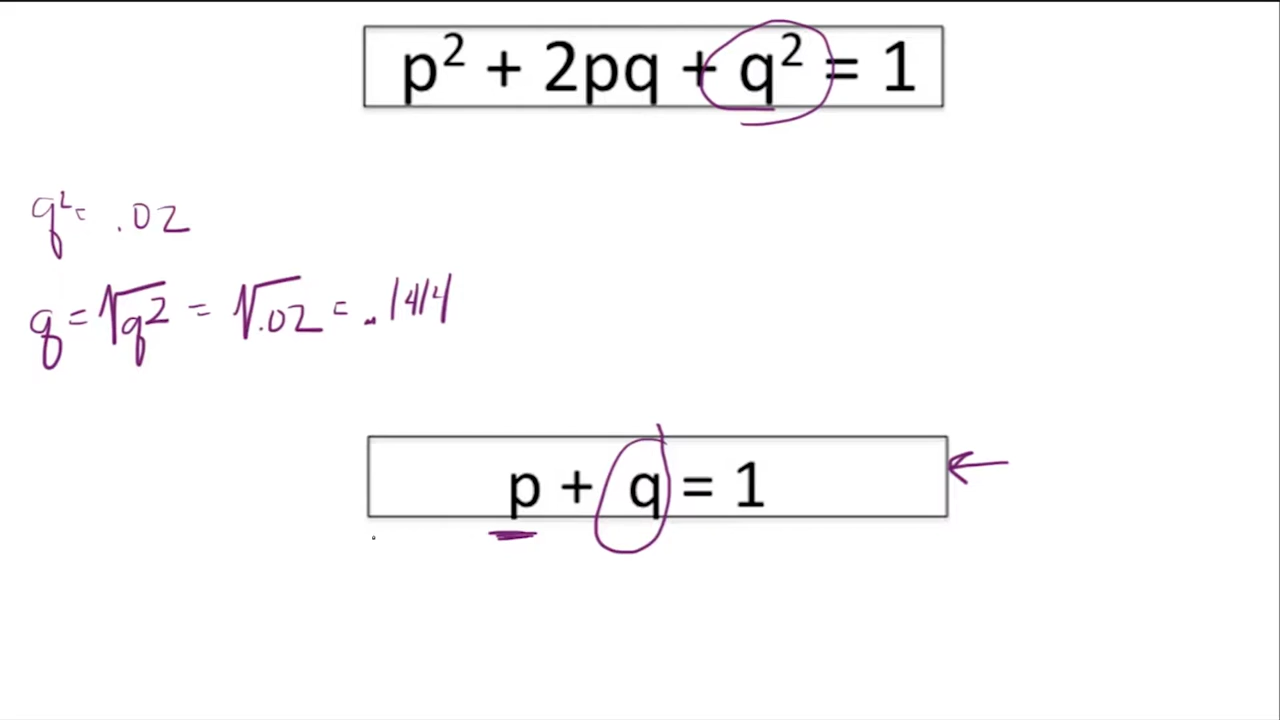 p² + 2pq + q² = 1
q² = .02
q = √q² = √.02 = .1414
p + q = 1